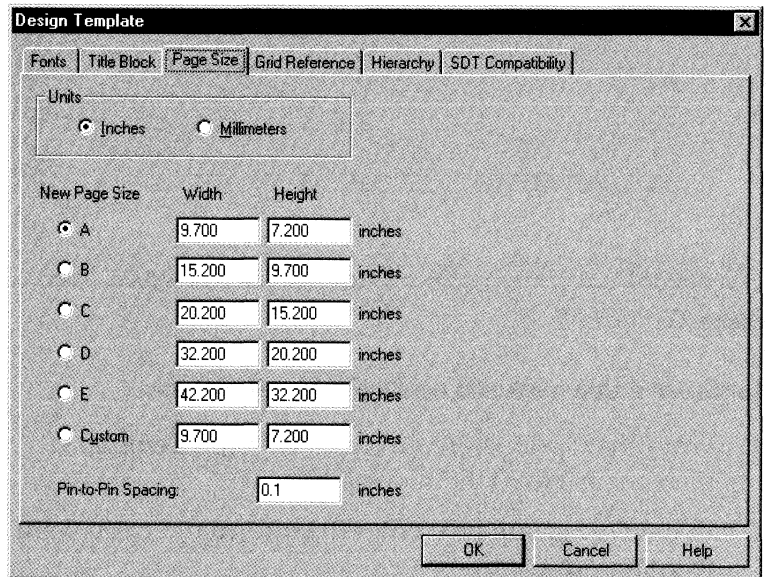 Design Template
Fonts Title Block Page Size Grid Reference Hierarchy SDT Compatibility
Units
Inches Millimeters
New Page Size Width Height
A 9.700 7.200 inches
B 15.200 9.700 inches
C 20.200 15.200 inches
D 32.200 20.200 inches
E 42.200 32.200 inches
Custom 9.700 7.200
Pin-to-Pin Spacing: 0.1 inches
OK Cancel Help